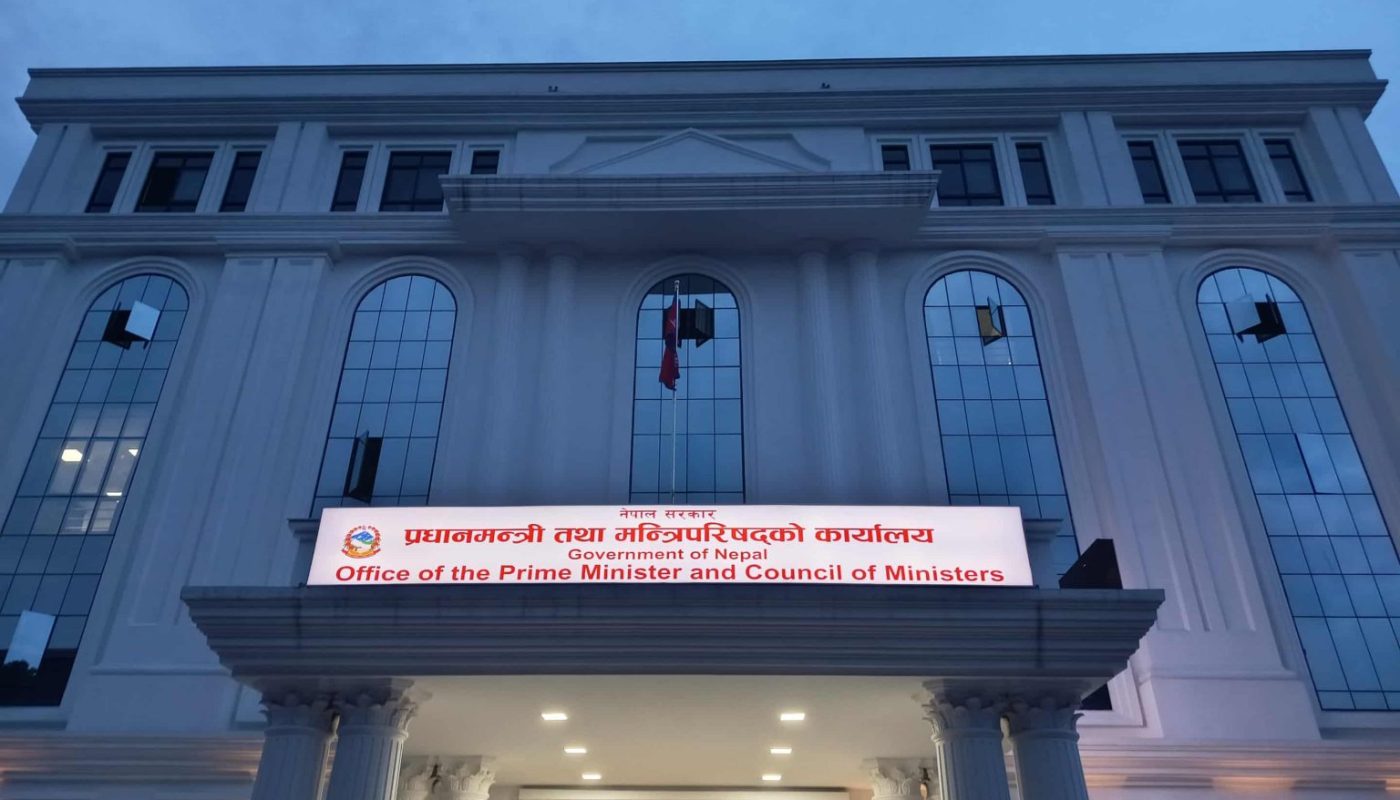 नेपाल सरकार
प्रधानमन्त्री तथा मन्त्रिपरिषद्को कार्यालय
Government of Nepal
Office of the Prime Minister and Council of Ministers